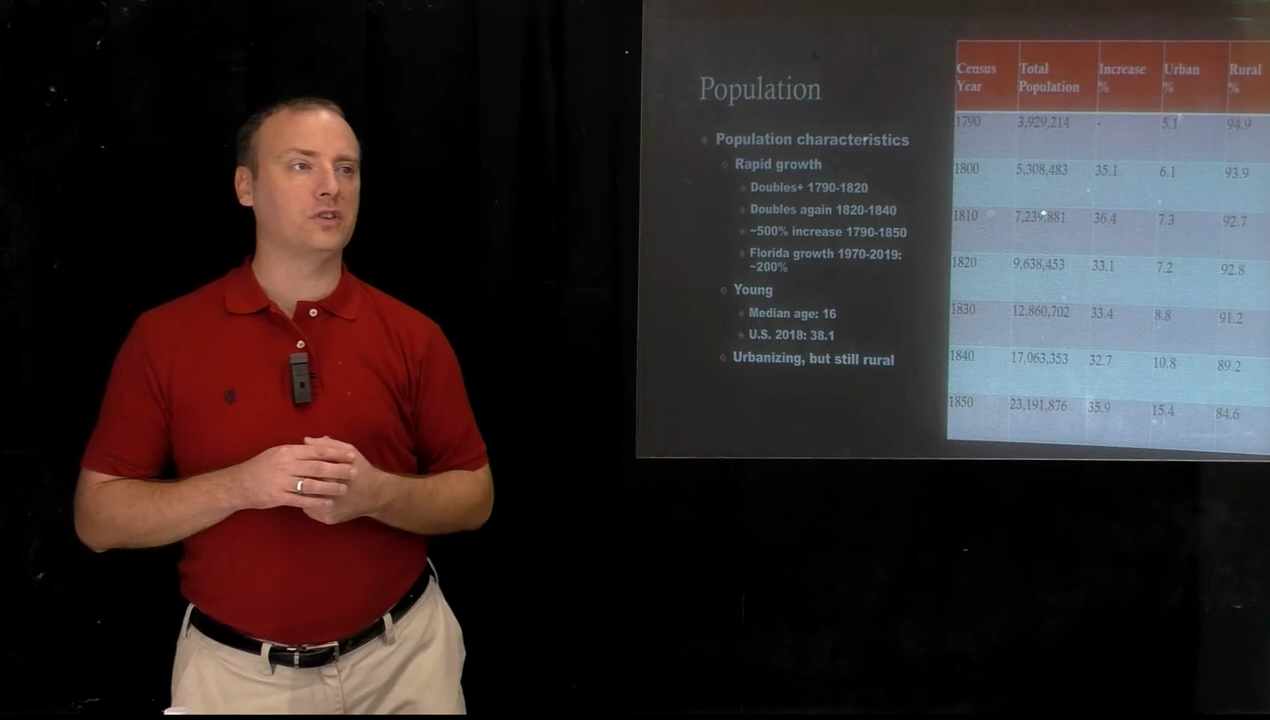 Population
Population characteristics
Rapid growth
Doubles+ 1790-1820
Doubles again 1820-1840
~500% increase 1790-1850
Florida growth 1970-2019:
~200%
Young
Median age: 16
U.S. 2018: 38.1
Urbanizing, but still rural
Census Total Increase Urban Rural
Year Population % % %
1790 3,929,214 - 5.1 94.9
1800 5,308,483 35.1 6.1 93.9
1810 7,239,881 36.4 7.3 92.7
1820 9,638,453 33.1 7.2 92.8
1830 12,860,702 33.4 8.8 91.2
1840 17,063,353 32.7 10.8 89.2
1850 23,191,876 35.9 15.4 84.6